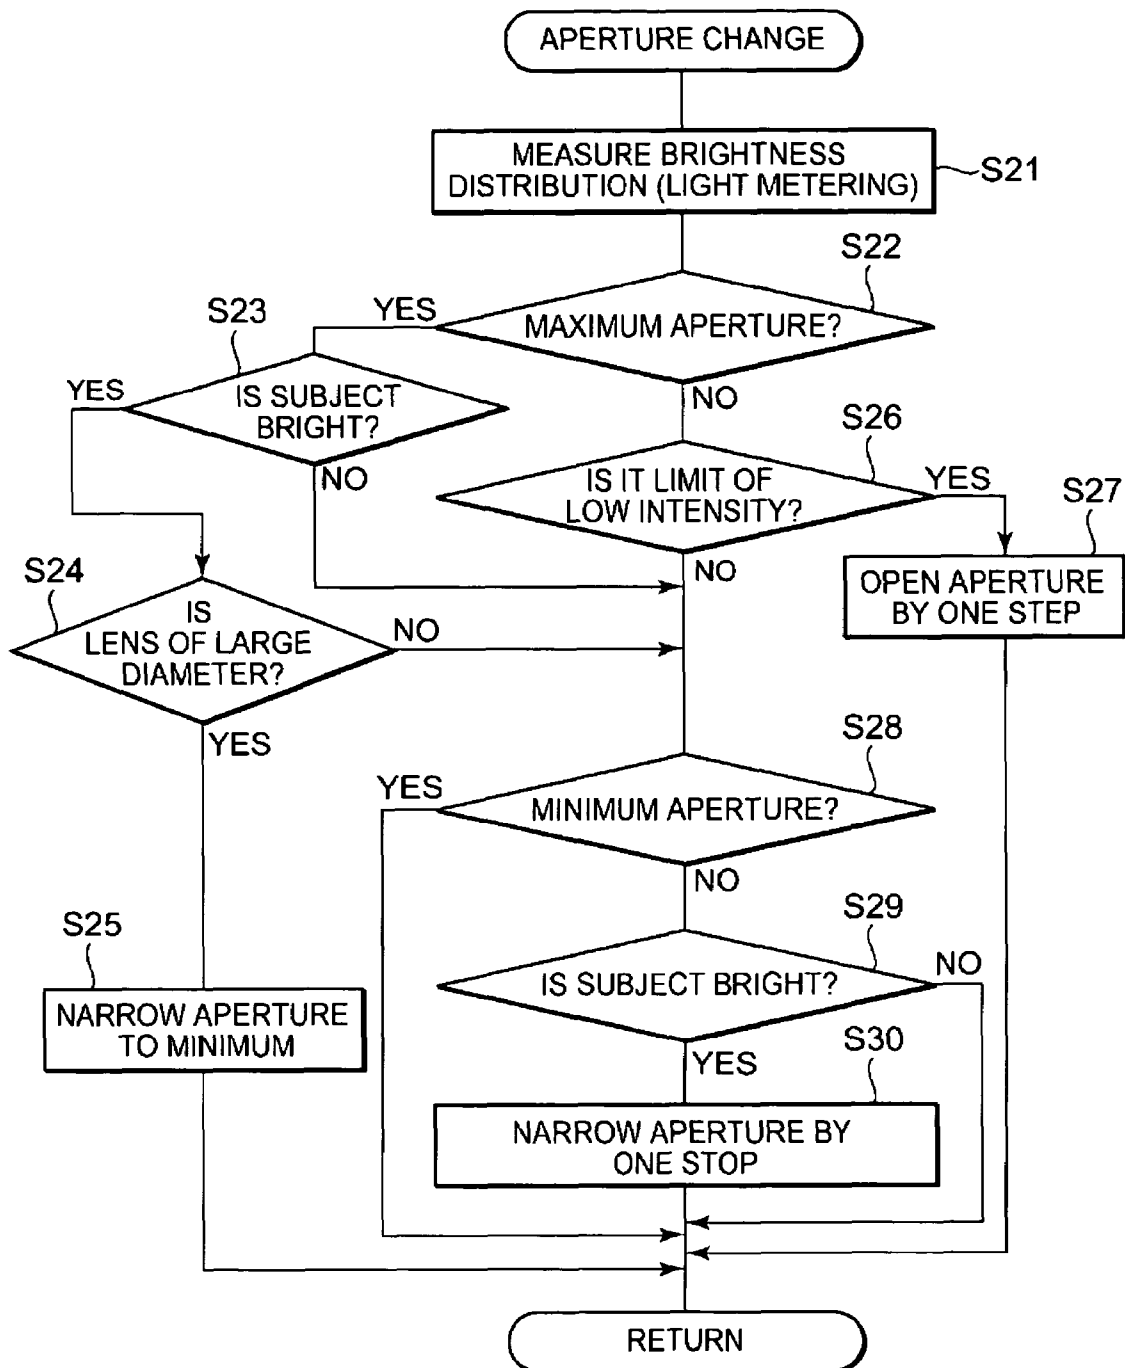 APERTURE CHANGE
MEASURE BRIGHTNESS
DISTRIBUTION (LIGHT METERING)
S21
S22
MAXIMUM APERTURE?
YES
NO
S23
IS SUBJECT
BRIGHT?
YES
NO
S26
IS IT LIMIT OF
LOW INTENSITY?
YES
NO
S27
OPEN APERTURE
BY ONE STEP
S24
IS
LENS OF LARGE
DIAMETER?
NO
YES
S28
MINIMUM APERTURE?
YES
NO
S25
NARROW APERTURE
TO MINIMUM
S29
IS SUBJECT BRIGHT?
NO
YES
S30
NARROW APERTURE BY
ONE STOP
RETURN